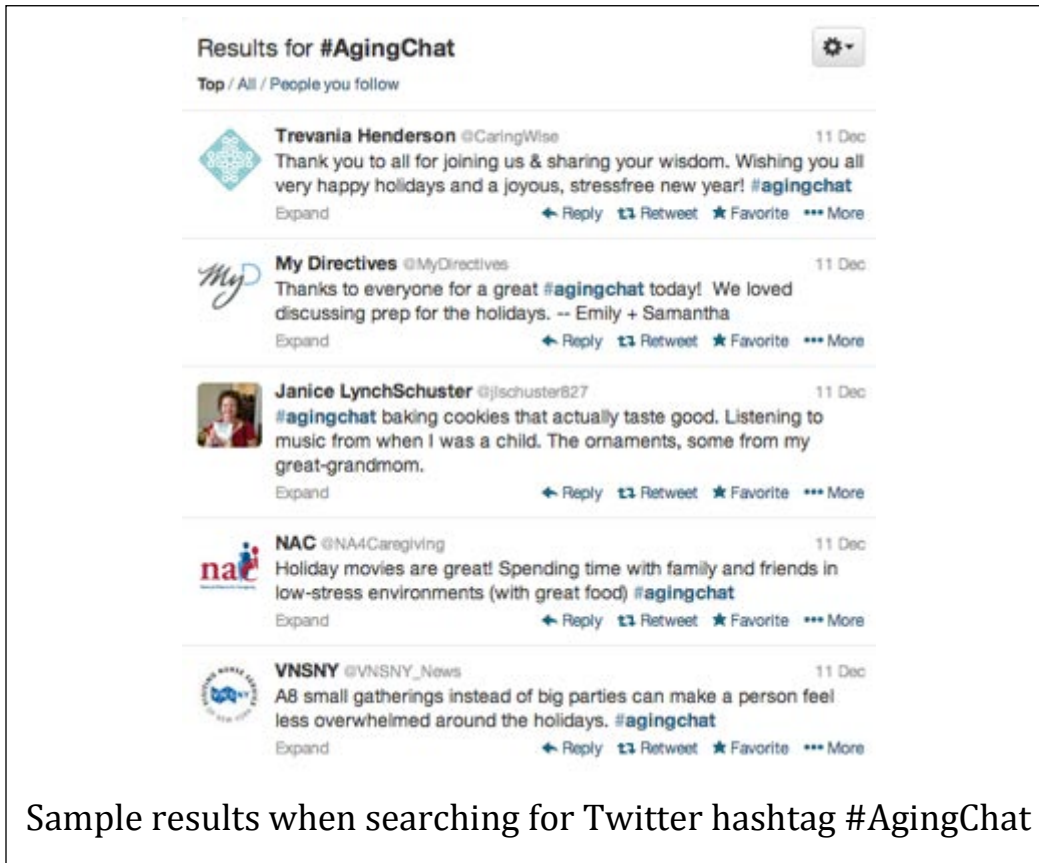 Results for #AgingChat
Top / All / People you follow
Trevania Henderson @CaringWise 11 Dec
Thank you to all for joining us & sharing your wisdom. Wishing you all
very happy holidays and a joyous, stressfree new year! #agingchat
Expand Reply Retweet Favorite More
MyD
My Directives @MyDirectives 11 Dec
Thanks to everyone for a great #agingchat today! We loved
discussing prep for the holidays. -- Emily + Samantha
Expand Reply Retweet Favorite More
Janice LynchSchuster @jlschuster827 11 Dec
#agingchat baking cookies that actually taste good. Listening to
music from when I was a child. The ornaments, some from my
great-grandmom.
Expand Reply Retweet Favorite More
nac
NAC @NA4Caregiving 11 Dec
Holiday movies are great! Spending time with family and friends in
low-stress environments (with great food) #agingchat
Expand Reply Retweet Favorite More
VNSNY @VNSNY_News 11 Dec
A8 small gatherings instead of big parties can make a person feel
less overwhelmed around the holidays. #agingchat
Expand Reply Retweet Favorite More
Sample results when searching for Twitter hashtag #AgingChat